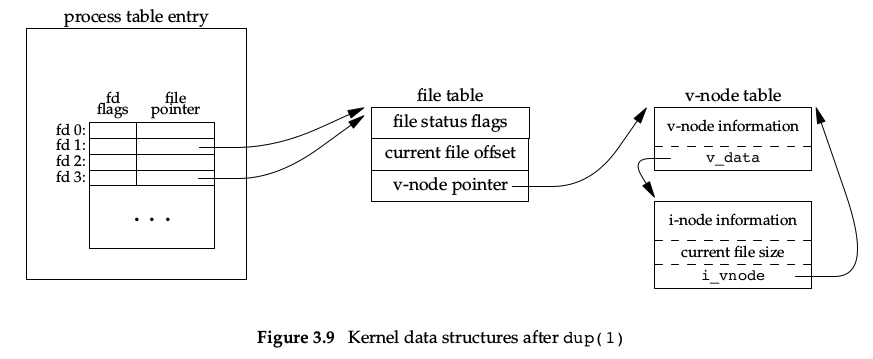 process table entry
fd
flags
file
pointer
fd 0:
fd 1:
fd 2:
fd 3:
. . .
file table
file status flags
current file offset
v-node pointer
v-node table
v-node information
v_data
i-node information
current file size
i_vnode
Figure 3.9 Kernel data structures after dup(1)